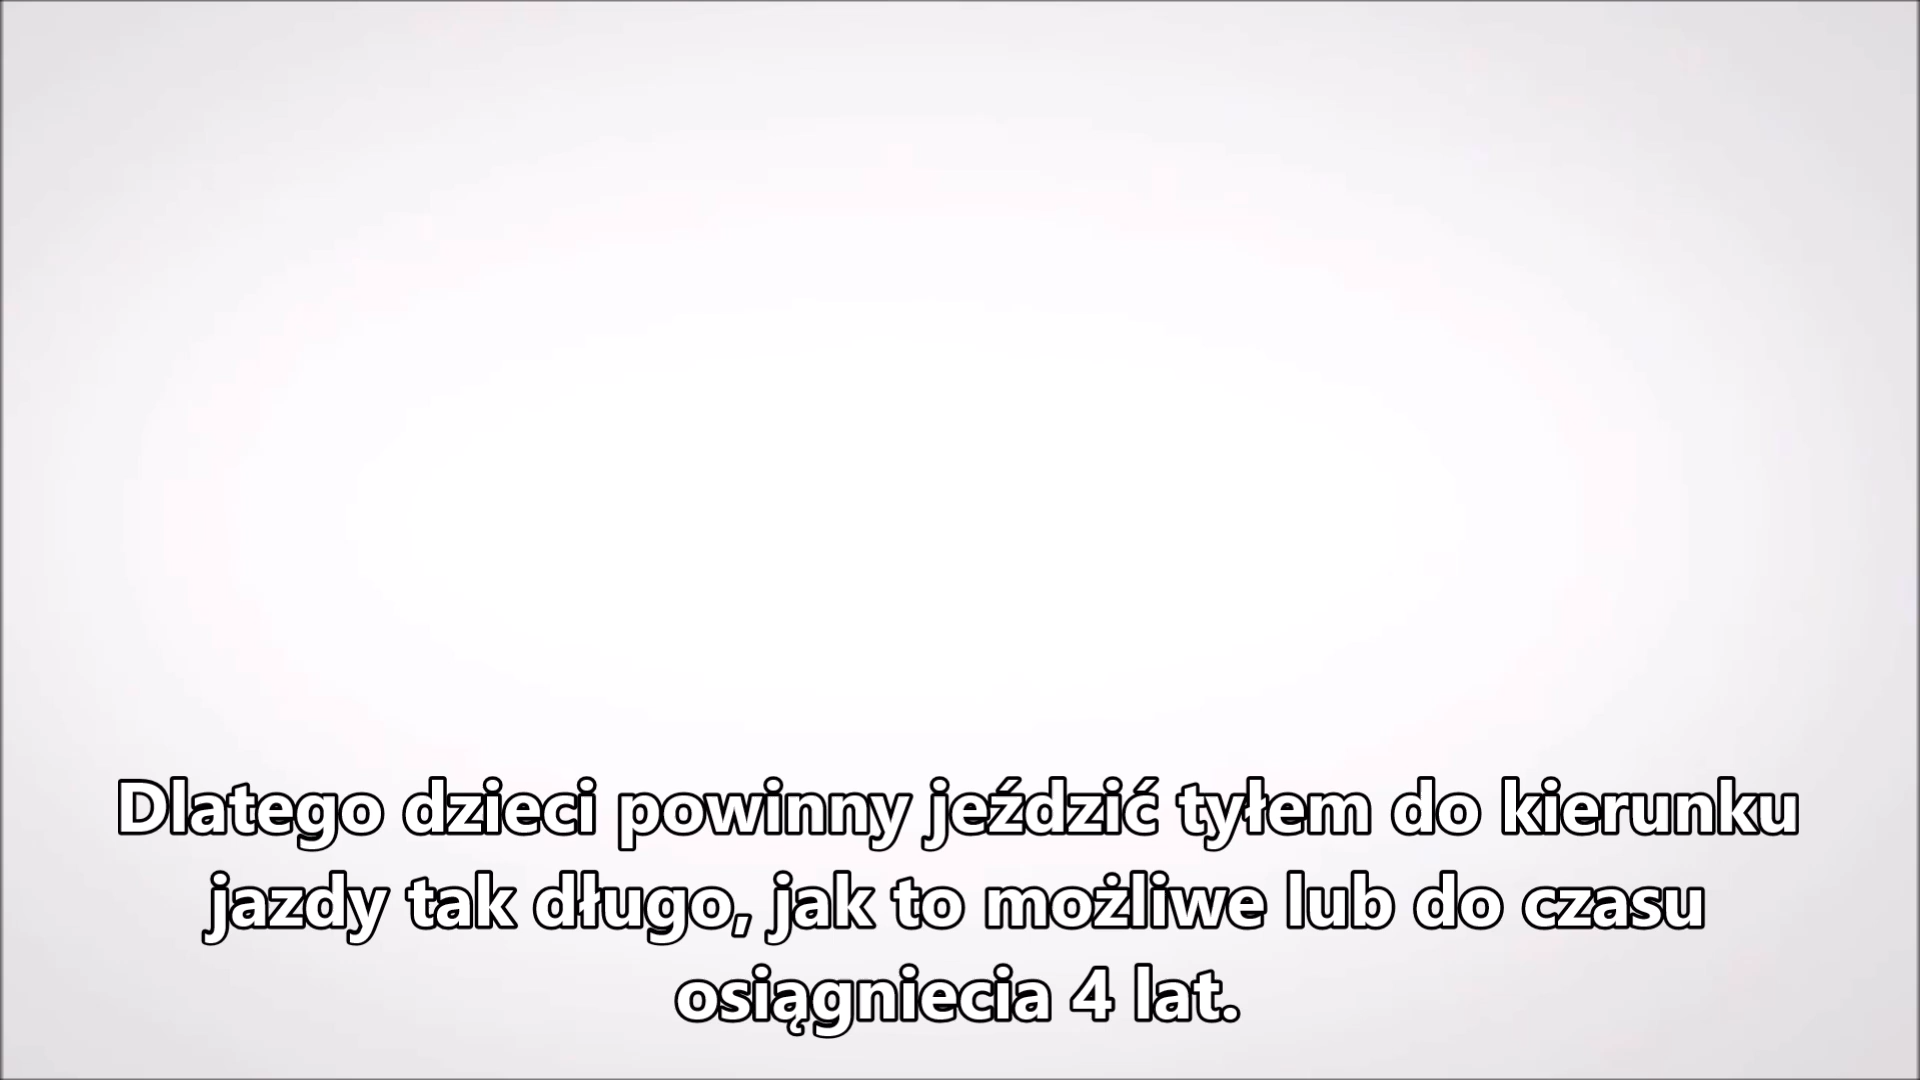 Dlatego dzieci powinny jeździć tyłem do kierunku
jazdy tak długo, jak to możliwe lub do czasu
osiągniecia 4 lat.